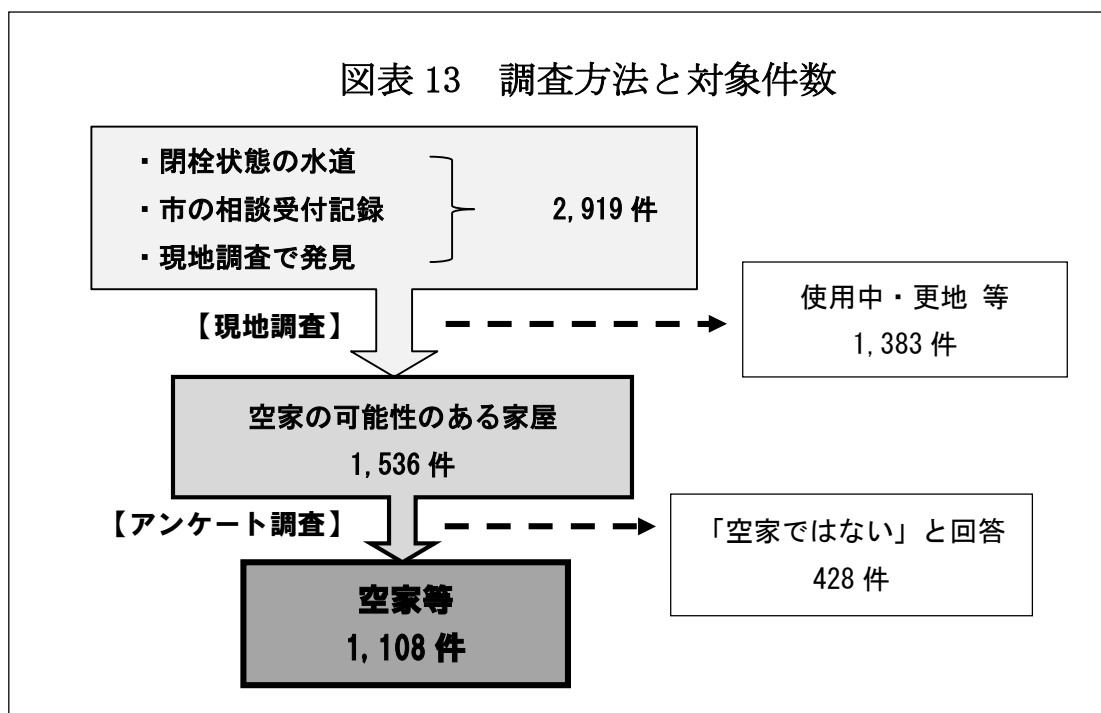 図表 13　調査方法と対象件数
・閉栓状態の水道
・市の相談受付記録
・現地調査で発見
2,919 件
【現地調査】
使用中・更地 等
1,383 件
空家の可能性のある家屋
1,536 件
【アンケート調査】
「空家ではない」と回答
428 件
空家等
1,108 件